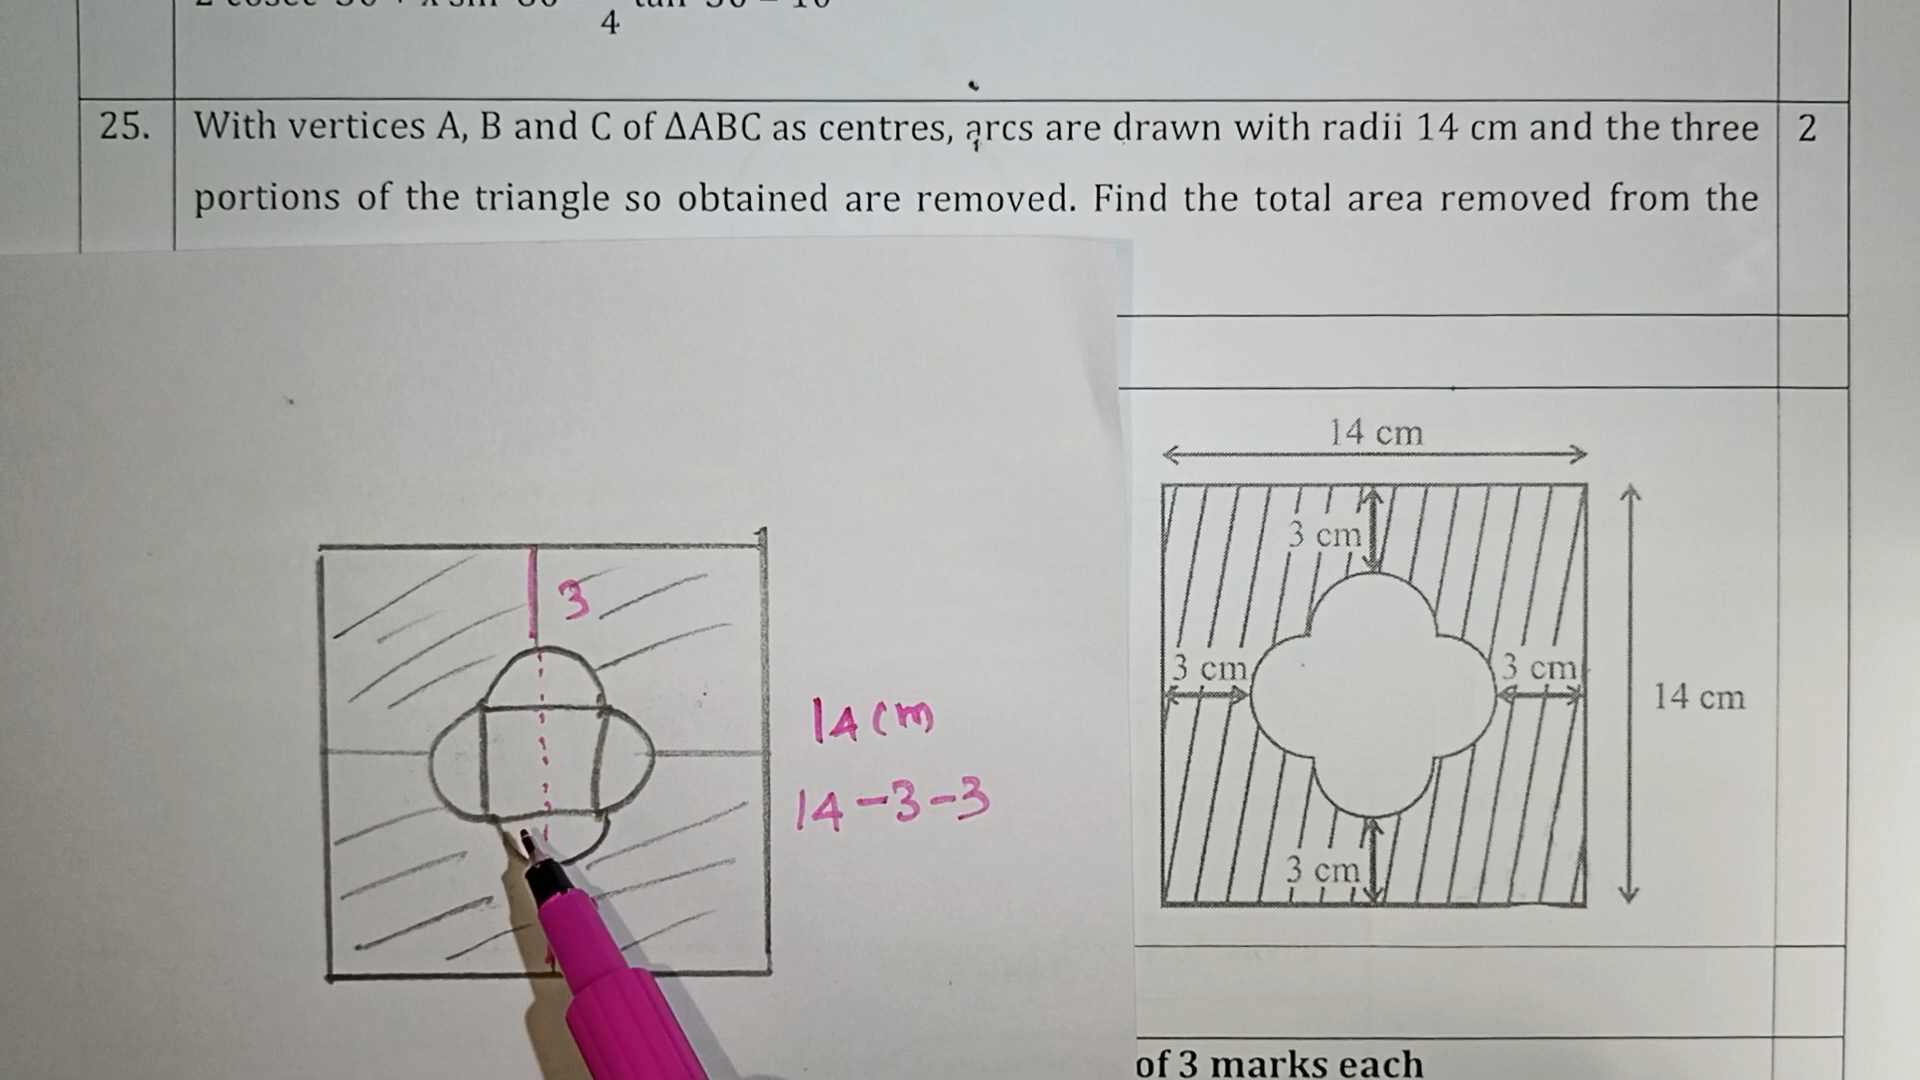 4
25. With vertices A, B and C of ΔABC as centres, arcs are drawn with radii 14 cm and the three 2
portions of the triangle so obtained are removed. Find the total area removed from the
14 cm
3 cm
3
3 cm 3 cm
14 cm
14 cm
14-3-3
3 cm
of 3 marks each